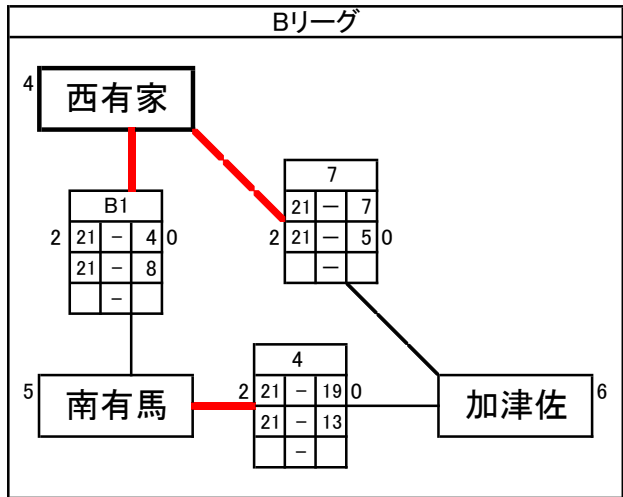 Bリーグ
4 西有家
7
21 － 7
2 21 － 5 0
－
B1
2 21 － 4 0
21 － 8
－
4
2 21 － 19 0
21 － 13
－
5 南有馬
加津佐 6